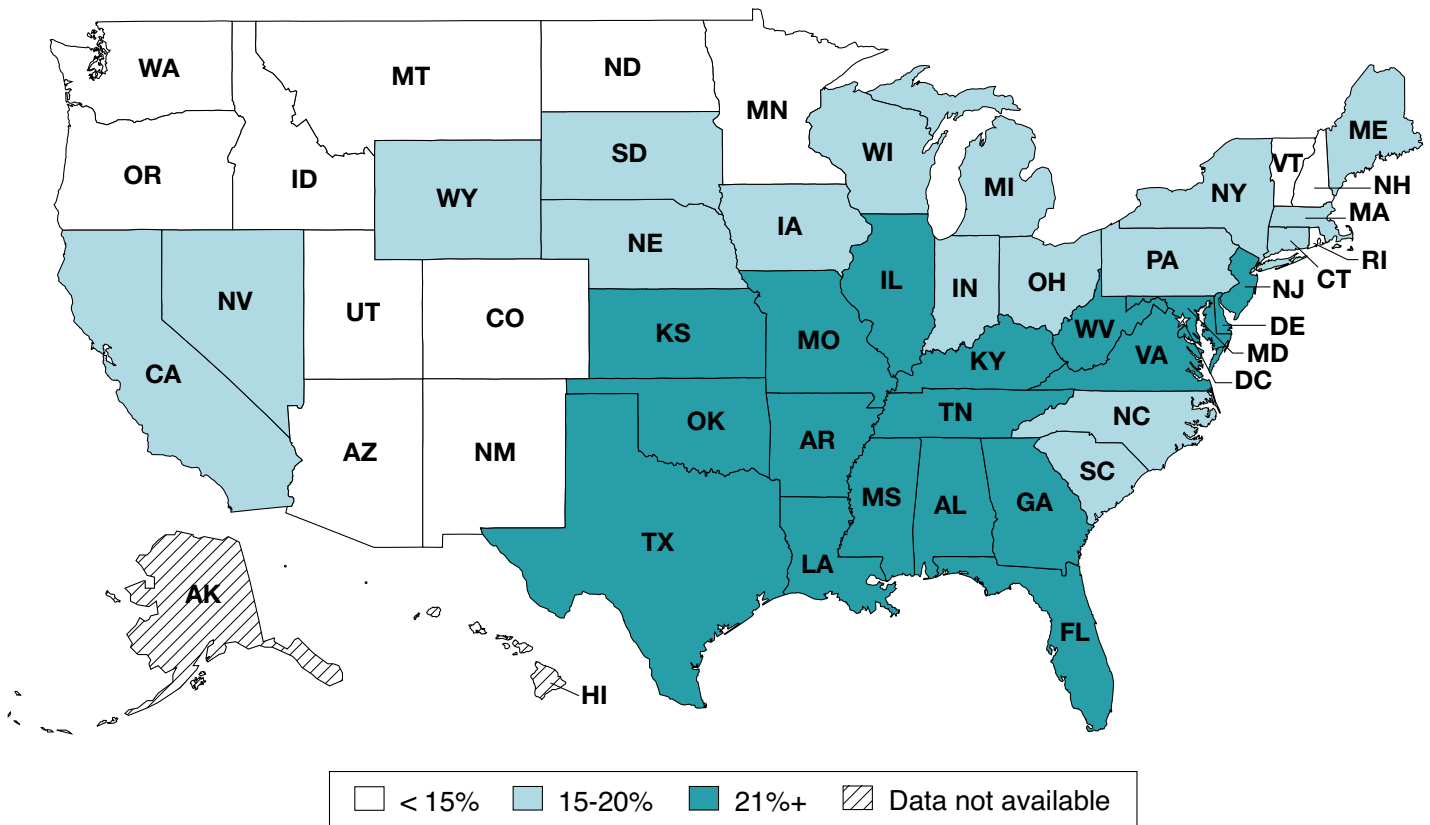 WA
MT
ND
MN
OR
ID
SD
WI
MI
ME
VT
NY
NH
MA
WY
IA
NE
PA
RI
CT
NV
UT
CO
IL
IN
OH
NJ
CA
KS
MO
WV
VA
DE
MD
DC
KY
AZ
NM
OK
AR
TN
NC
SC
MS
AL
GA
TX
LA
AK
FL
HI
< 15% 15-20% 21%+ Data not available